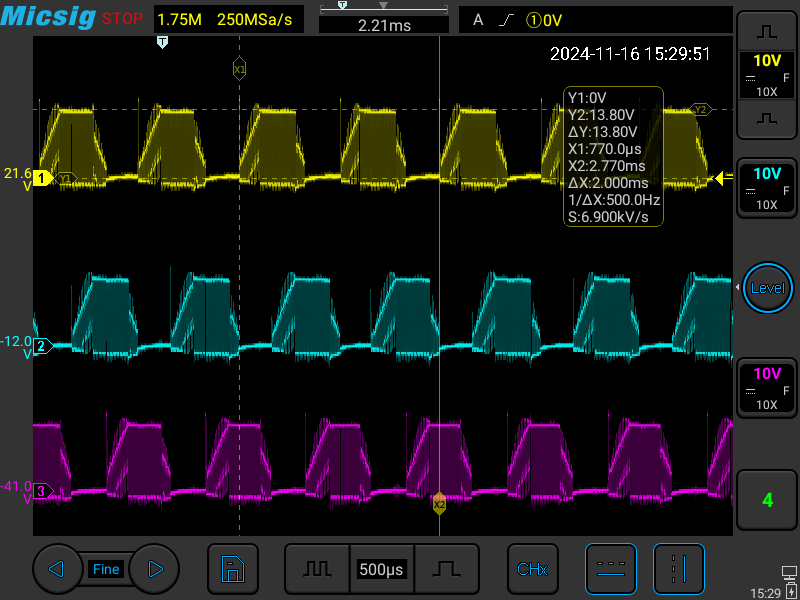 Micsig STOP 1.75M 250MSa/s T 2.21ms A ①0V
T
2024-11-16 15:29:51
X1
10V
F
10X
Y1:0V
Y2:13.80V
ΔY:13.80V
X1:770.0µs
X2:2.770ms
ΔX:2.000ms
1/ΔX:500.0Hz
S:6.900kV/s
Y2
21.6
V
1
Y1
10V
F
10X
Level
-12.0
V
2
10V
F
10X
-41.0
V
3
X2
4
Fine
500µs
CHx
15:29